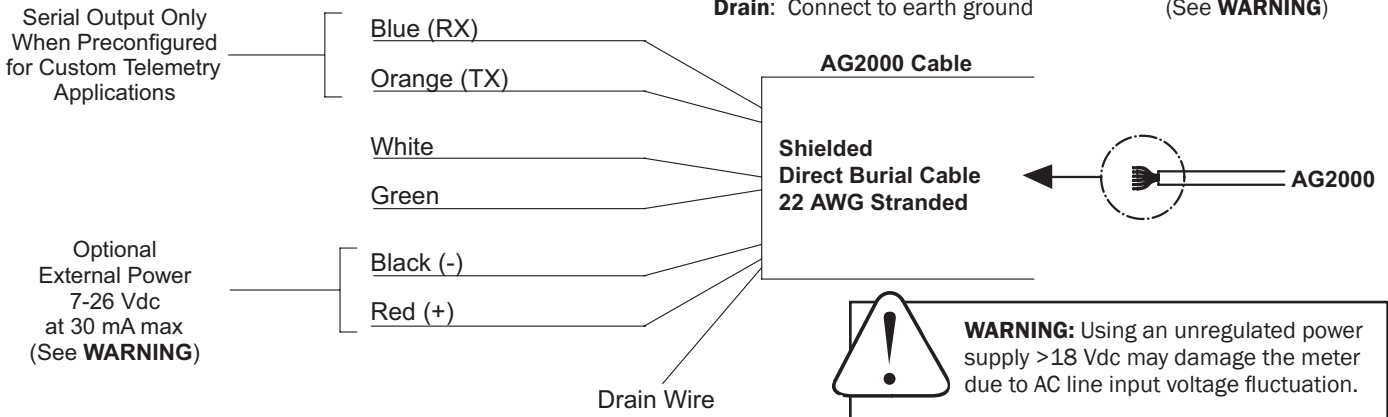 Drain: Connect to earth ground
(See WARNING)
Serial Output Only
When Preconfigured
for Custom Telemetry
Applications
Blue (RX)
Orange (TX)
White
Green
Optional
External Power
7-26 Vdc
at 30 mA max
(See WARNING)
Black (-)
Red (+)
Drain Wire
AG2000 Cable
Shielded
Direct Burial Cable
22 AWG Stranded
AG2000
WARNING: Using an unregulated power
supply >18 Vdc may damage the meter
due to AC line input voltage fluctuation.